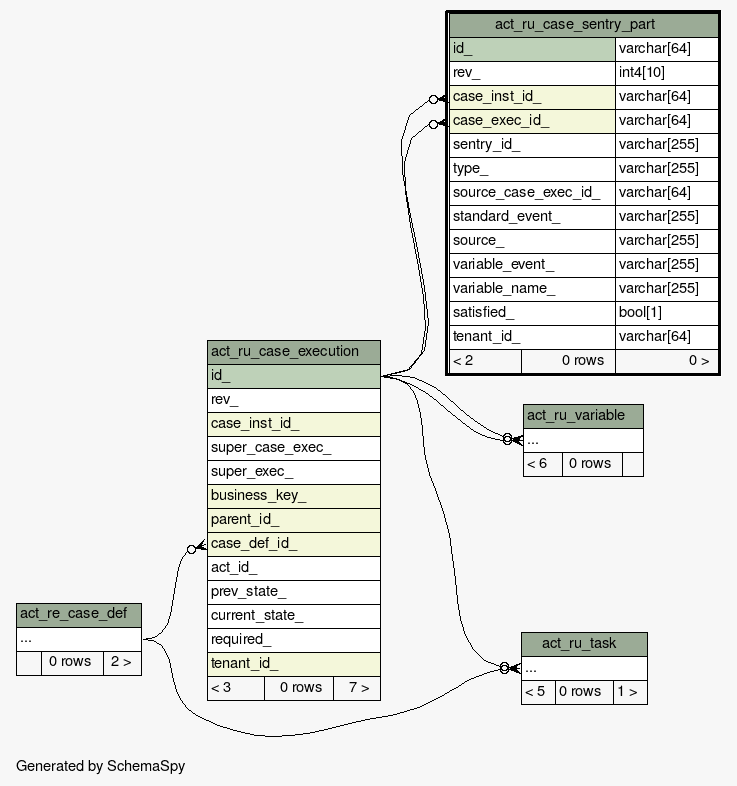 act_ru_case_sentry_part
id_ varchar[64]
rev_ int4[10]
case_inst_id_ varchar[64]
case_exec_id_ varchar[64]
sentry_id_ varchar[255]
type_ varchar[255]
source_case_exec_id_ varchar[64]
standard_event_ varchar[255]
source_ varchar[255]
variable_event_ varchar[255]
variable_name_ varchar[255]
satisfied_ bool[1]
tenant_id_ varchar[64]
< 2 0 rows 0 >
act_ru_case_execution
id_
rev_
case_inst_id_
super_case_exec_
super_exec_
business_key_
parent_id_
case_def_id_
act_id_
prev_state_
current_state_
required_
tenant_id_
< 3 0 rows 7 >
act_ru_variable
...
< 6 0 rows
act_re_case_def
...
0 rows 2 >
act_ru_task
...
< 5 0 rows 1 >
Generated by SchemaSpy